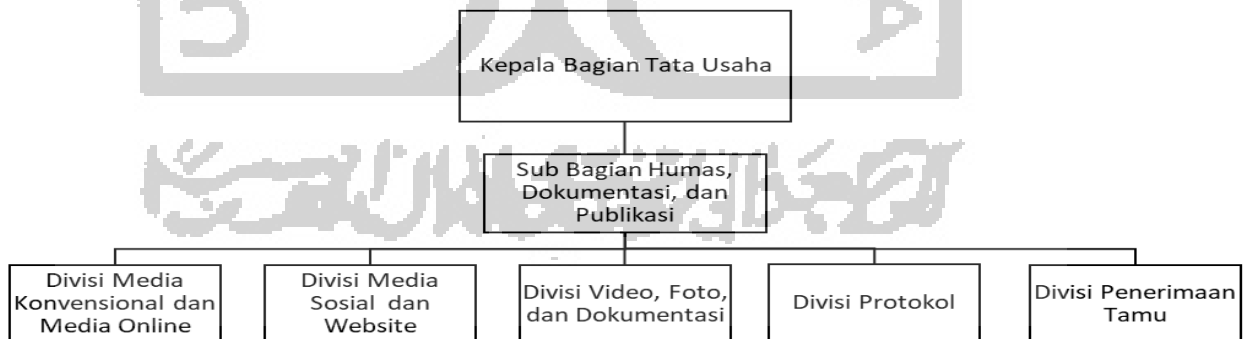 Kepala Bagian Tata Usaha
Sub Bagian Humas,
Dokumentasi, dan
Publikasi
Divisi Media
Konvensional dan
Media Online
Divisi Media
Sosial dan
Website
Divisi Video, Foto,
dan Dokumentasi
Divisi Protokol
Divisi Penerimaan
Tamu